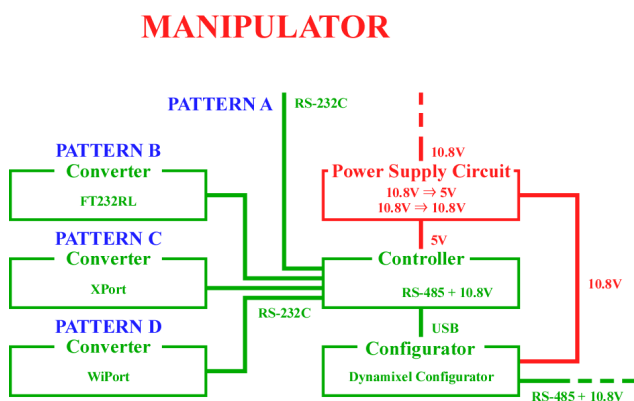 MANIPULATOR
PATTERN A
RS-232C
10.8V
PATTERN B
Converter
FT232RL
Power Supply Circuit
10.8V ⇒ 5V
10.8V ⇒ 10.8V
5V
PATTERN C
Converter
XPort
Controller
RS-485 + 10.8V
10.8V
RS-232C
USB
PATTERN D
Converter
WiPort
Configurator
Dynamixel Configurator
RS-485 + 10.8V